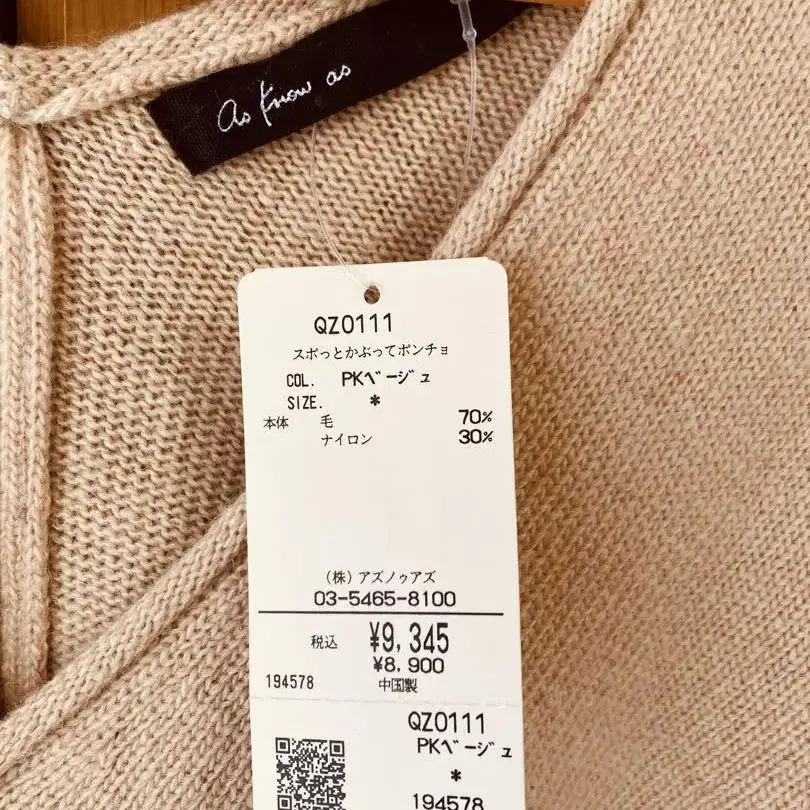 as know as
QZ0111
スポっとかぶってポンチョ
COL. PKベージュ
SIZE. *
本体 毛 70%
ナイロン 30%
(株)アズノゥアズ
03-5465-8100
税込 ¥9,345
¥8,900
194578 中国製
QZ0111
PKベージュ
*
194578